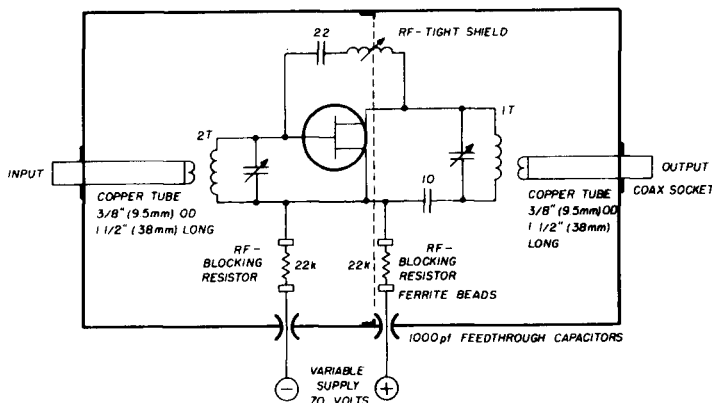 22
RF-TIGHT SHIELD
2T
1T
INPUT
OUTPUT
COAX SOCKET
COPPER TUBE
3/8" (9.5mm) OD
1 1/2" (38mm)
LONG
10
COPPER TUBE
3/8" (9.5mm) OD
1 1/2" (38mm)
LONG
RF-
BLOCKING
RESISTOR
22k
22k
RF-
BLOCKING
RESISTOR
FERRITE BEADS
1000pf FEEDTHROUGH CAPACITORS
VARIABLE
SUPPLY
70 VOLTS
−
+